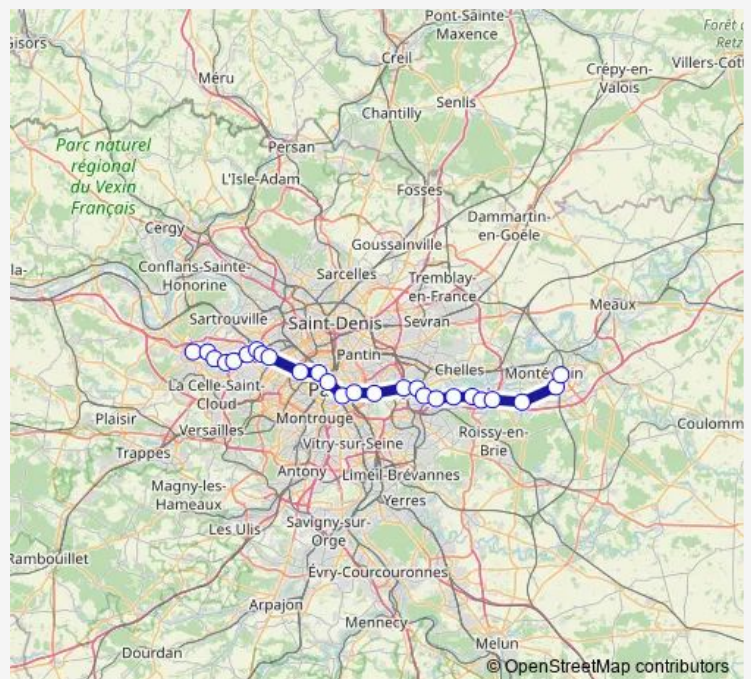 Pont-Sainte-
Maxence
Gisors
Creil
Crépy-en-
Valois
Villers-Cott
Méru
Senlis
Chantilly
Parc naturel
régional
du Vexin
Français
Persan
L'Isle-Adam
Fosses
Dammartin-
en-Goële
Cergy
Goussainville
Conflans-Sainte-
Honorine
Sarcelles
Tremblay-
en-France
Meaux
Sartrouville
Saint-Denis
Sevran
Pantin
Chelles
La Celle-Saint-
Cloud
Plaisir
Versailles
Montrouge
Roissy-en-
Brie
Coulomm
Trappes
Vitry-sur-Seine
Antony
Limeil-Brévannes
Magny-les-
Hameaux
Yerres
Les Ulis
Savigny-sur-
Orge
Rambouillet
Évry-Courcouronnes
Arpajon
Mennecy
Dourdan
Melun
© OpenStreetMap contributors